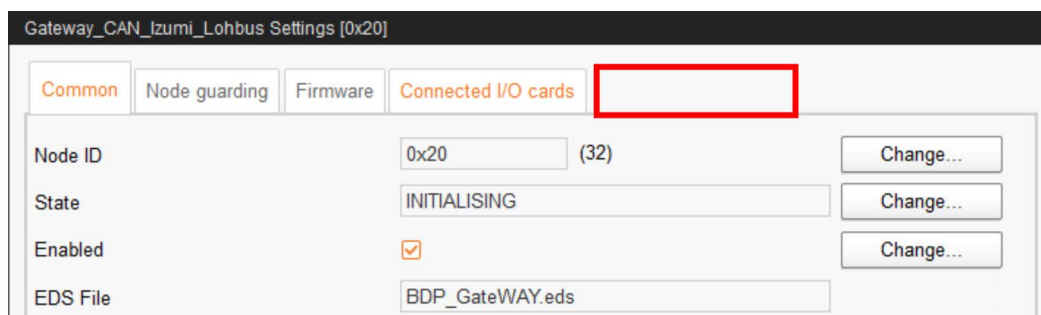 Gateway_CAN_Izumi_Lohbus Settings [0x20]
Common Node guarding Firmware Connected I/O cards
Node ID 0x20 (32) Change...
State INITIALISING Change...
Enabled Change...
EDS File BDP_GateWAY.eds